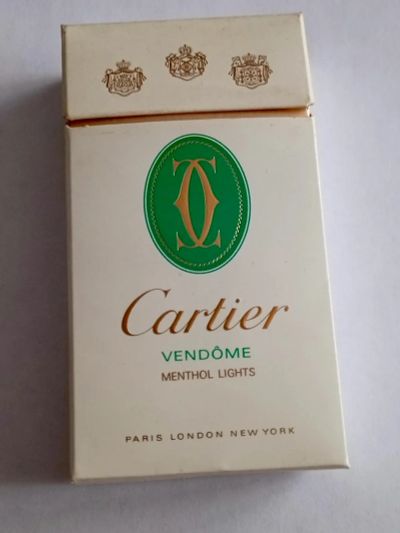 Cartier
VENDÔME
MENTHOL LIGHTS
PARIS LONDON NEW YORK